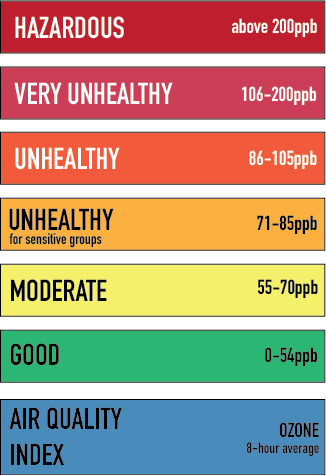 HAZARDOUS above 200ppb
VERY UNHEALTHY 106-200ppb
UNHEALTHY 86-105ppb
UNHEALTHY 71-85ppb
for sensitive groups
MODERATE 55-70ppb
GOOD 0-54ppb
AIR QUALITY
INDEX
OZONE
8-hour average